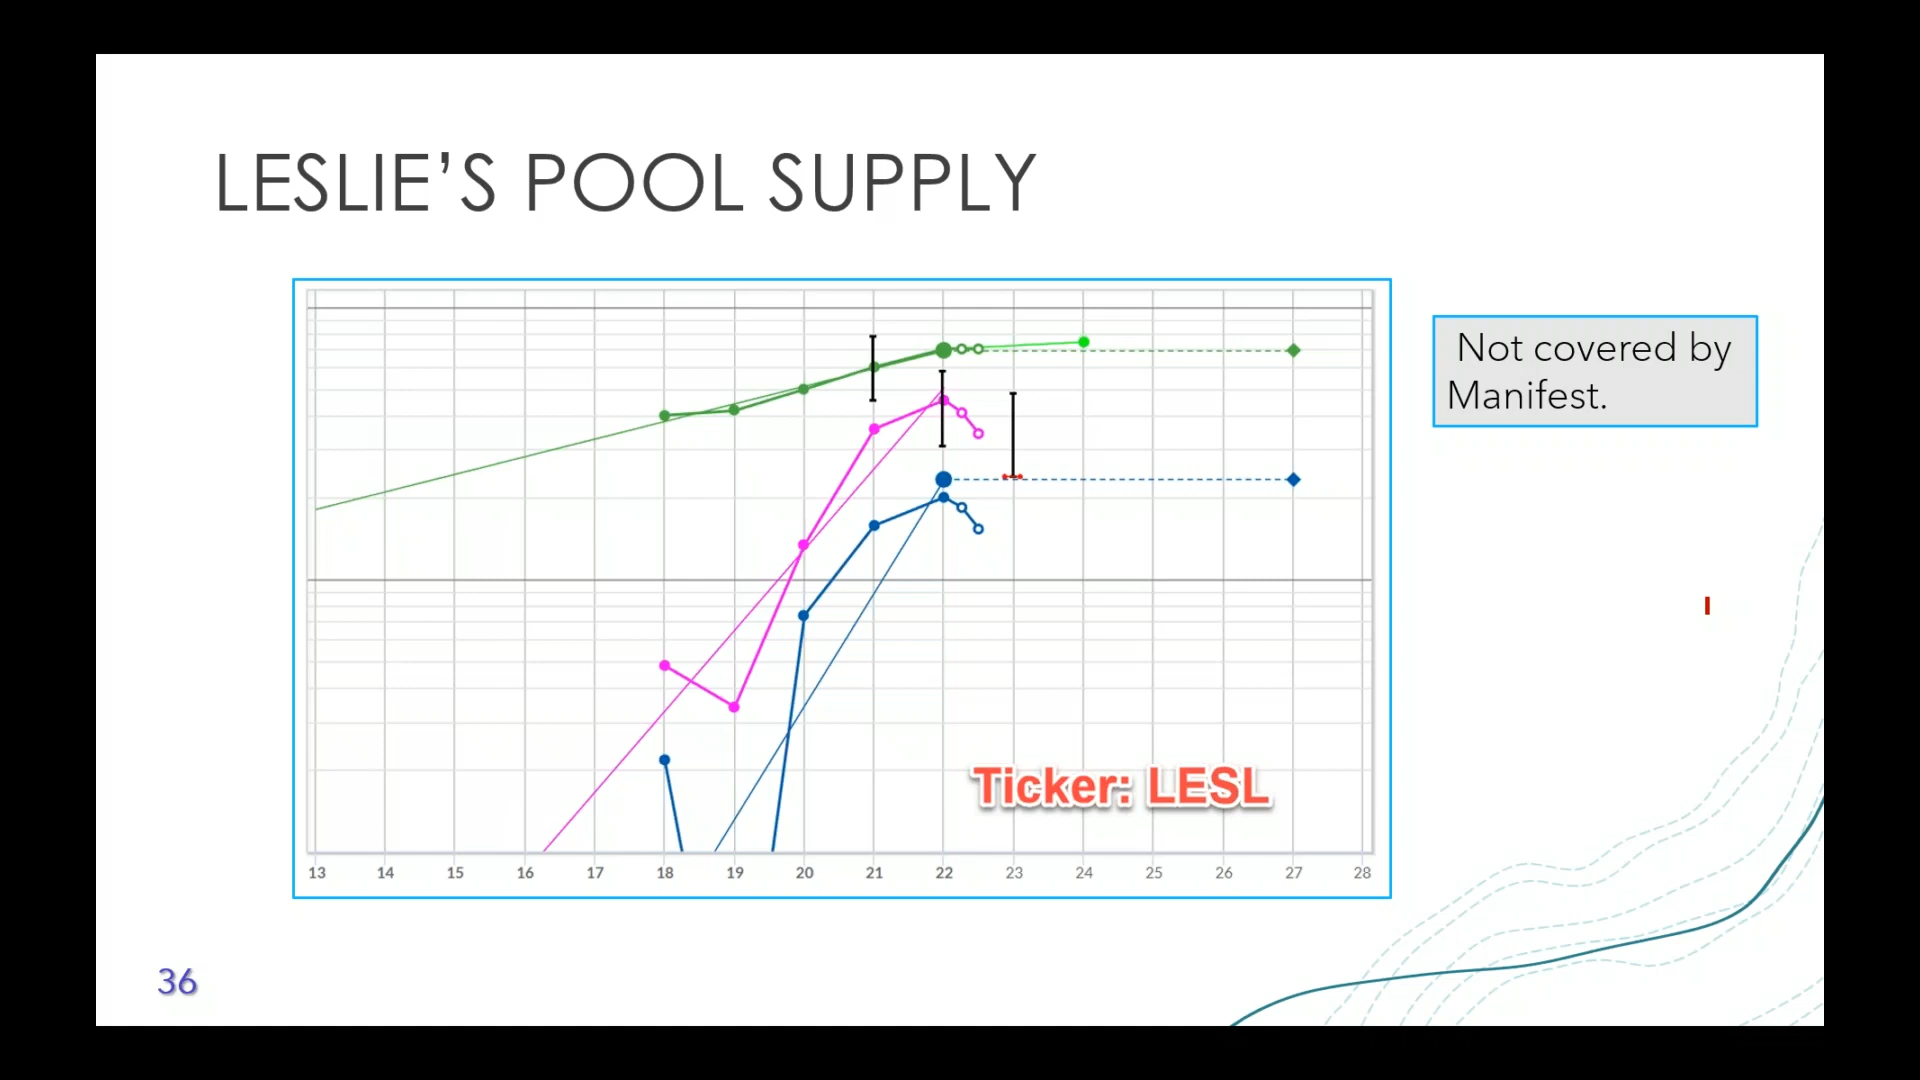 LESLIE’S POOL SUPPLY
Not covered by
Manifest.
Ticker: LESL
13 14 15 16 17 18 19 20 21 22 23 24 25 26 27 28
36